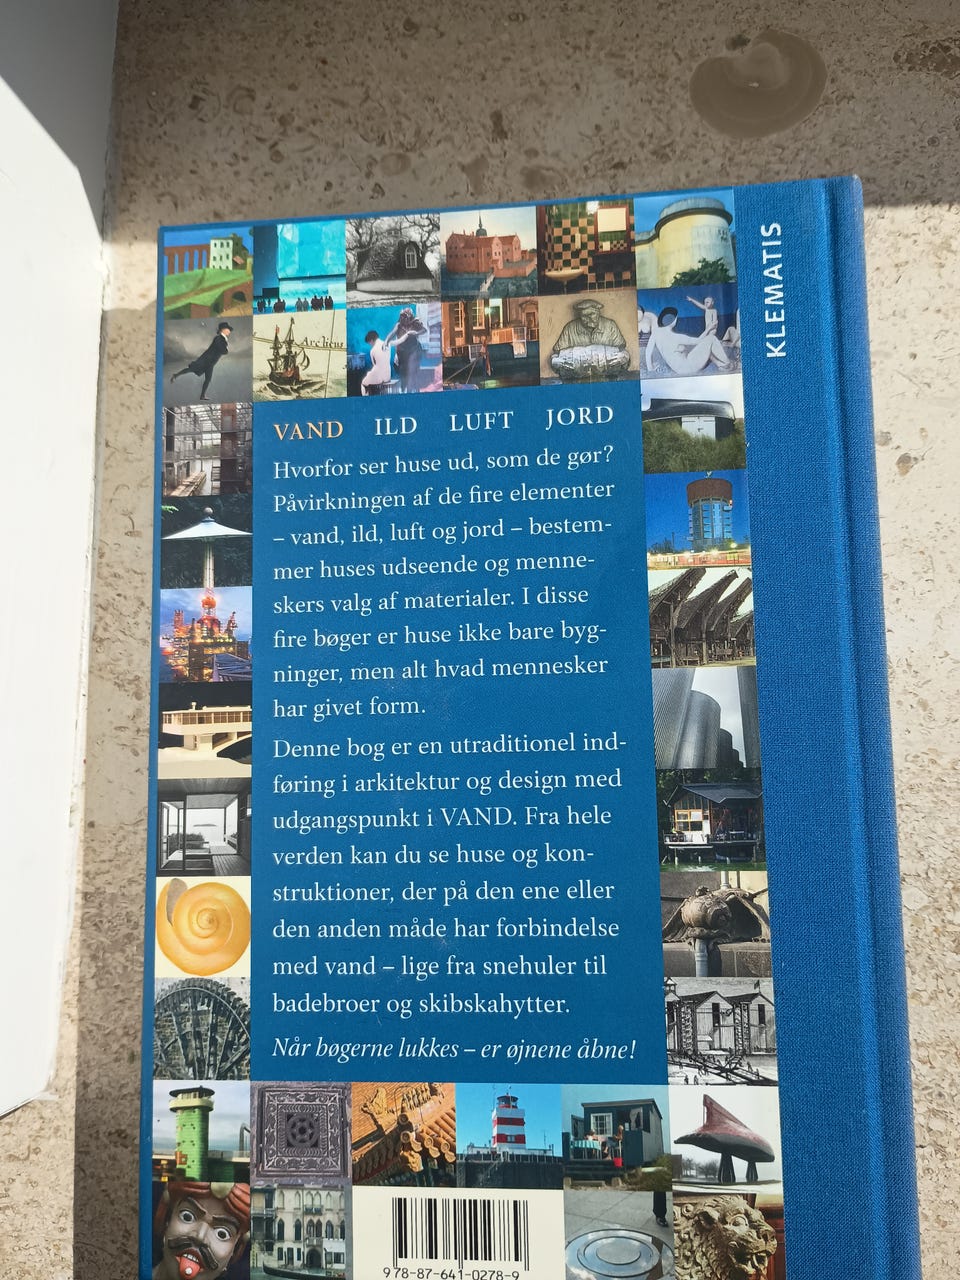 KLEMATIS
Archieu
VAND ILD LUFT JORD
Hvorfor ser huse ud, som de gør?
Påvirkningen af de fire elementer
– vand, ild, luft og jord – bestem-
mer huses udseende og menne-
skers valg af materialer. I disse
fire bøger er huse ikke bare byg-
ninger, men alt hvad mennesker
har givet form.
Denne bog er en utraditionel ind-
føring i arkitektur og design med
udgangspunkt i VAND. Fra hele
verden kan du se huse og kon-
struktioner, der på den ene eller
den anden måde har forbindelse
med vand – lige fra snehuler til
badebroer og skibskahytter.
Når bøgerne lukkes – er øjnene åbne!
978-87-641-0278-9